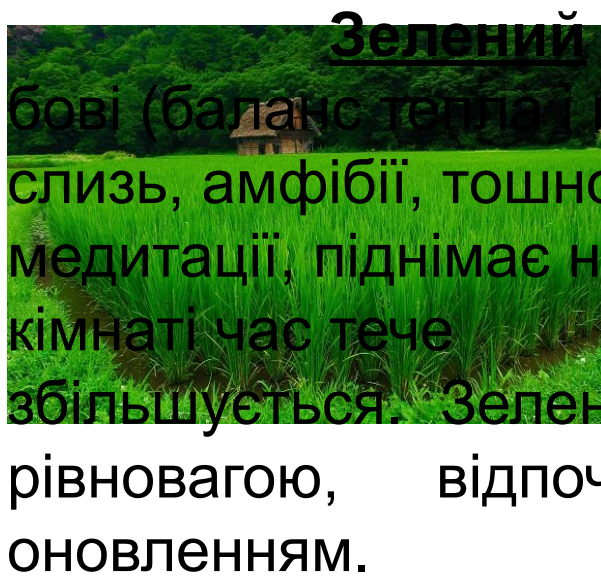 Зелений
бові (баланс тепла і
слизь, амфібії, тошно
медитації, піднімає н
кімнаті час тече
збільшується. Зелен
рівновагою, відпоч
оновленням.